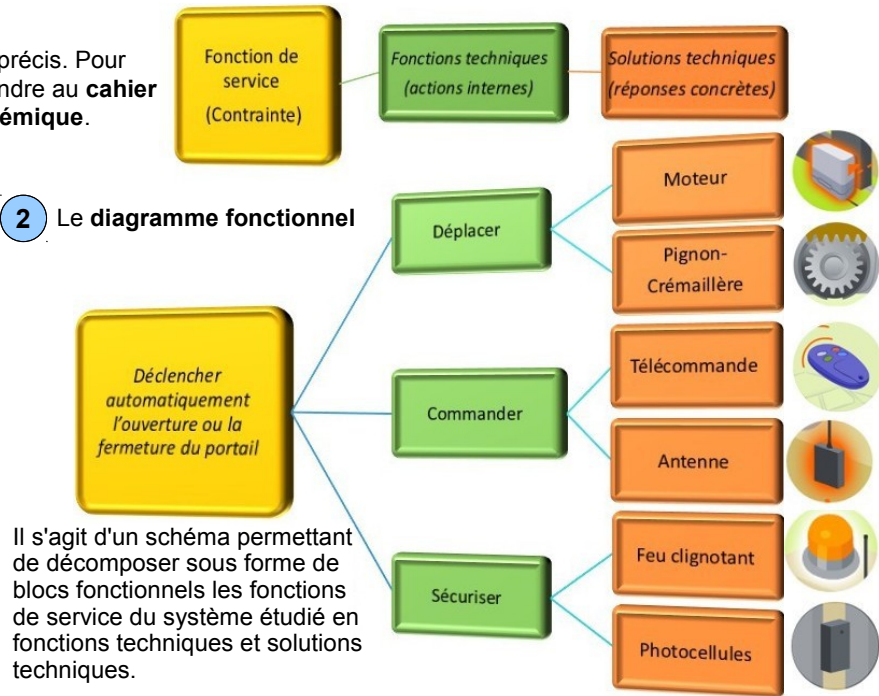 précis. Pour
ndre au cahier
émique.
Fonction de
service
(Contrainte)
Fonctions techniques
(actions internes)
Solutions techniques
(réponses concrètes)
2 Le diagramme fonctionnel
Déclencher
automatiquement
l'ouverture ou la
fermeture du portail
Déplacer
Moteur
Pignon-
Crémaillère
Commander
Télécommande
Antenne
Sécuriser
Feu clignotant
Photocellules
Il s'agit d'un schéma permettant
de décomposer sous forme de
blocs fonctionnels les fonctions
de service du système étudié en
fonctions techniques et solutions
techniques.